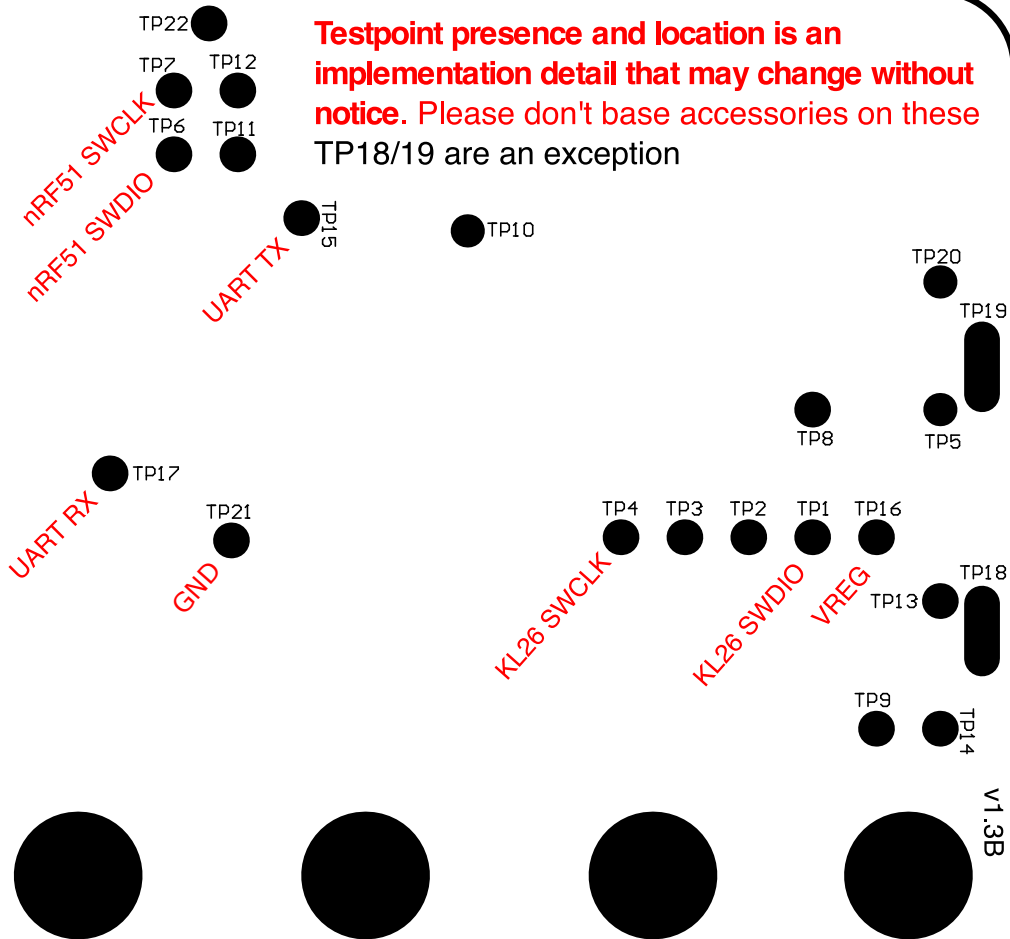 TP22
Testpoint presence and location is an
implementation detail that may change without
notice. Please don't base accessories on these
TP18/19 are an exception
TP7
TP12
nRF51 SWCLK
TP6
TP11
nRF51 SWDIO
TP15
UART TX
TP10
TP20
TP19
TP8
TP5
TP17
UART RX
TP21
GND
TP4
TP3
TP2
TP1
TP16
KL26 SWCLK
KL26 SWDIO
VREG
TP13
TP18
TP9
TP14
v1.3B